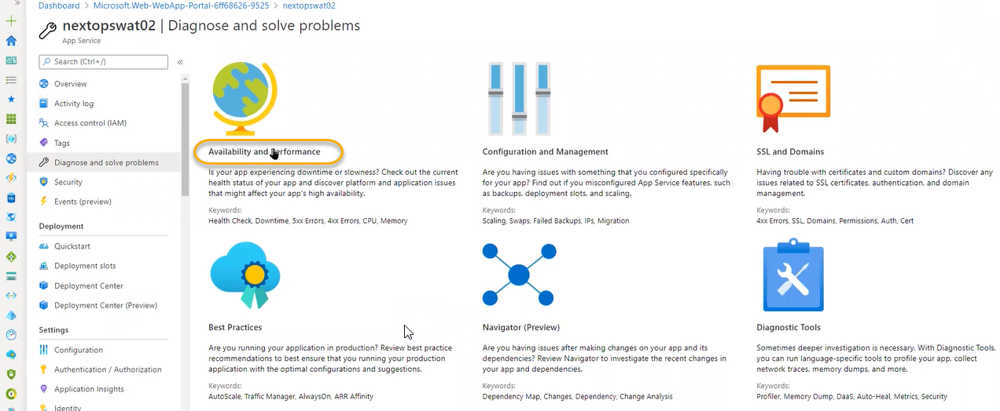 Dashboard > Microsoft.Web-WebApp-Portal-6ff68626-9525 > nextopswat02
nextopswat02 | Diagnose and solve problems
App Service
Search (Ctrl+/)
Overview
Activity log
Access control (IAM)
Tags
Diagnose and solve problems
Security
Events (preview)
Deployment
Quickstart
Deployment slots
Deployment Center
Deployment Center (Preview)
Settings
Configuration
Authentication / Authorization
Application Insights
Identity
Availability and Performance
Is your app experiencing downtime or slowness? Check out the current
health status of your app and discover platform and application issues
that might affect your app's high availability.
Keywords:
Health Check, Downtime, 5xx Errors, 4xx Errors, CPU, Memory
Configuration and Management
Are you having issues with something that you configured specifically
for your app? Find out if you misconfigured App Service features, such
as backups, deployment slots, and scaling.
Keywords:
Scaling, Swaps, Failed Backups, IPs, Migration
SSL and Domains
Having trouble with certificates and custom domains? Discover any
issues related to SSL certificates, authentication, and domain
management.
Keywords:
4xx Errors, SSL, Domains, Permissions, Auth, Cert
Best Practices
Are you running your application in production? Review best practice
recommendations to best ensure that you running your production
application with the optimal configurations and suggestions.
Keywords:
AutoScale, Traffic Manager, AlwaysOn, ARR Affinity
Navigator (Preview)
Are you having issues after making changes on your app and its
dependencies? Review Navigator to investigate the recent changes in
your app and dependencies.
Keywords:
Dependency Map, Changes, Dependency, Change Analysis
Diagnostic Tools
Sometimes deeper investigation is necessary. With Diagnostic Tools,
you can run language-specific tools to profile your app, collect
network traces, memory dumps, and more.
Keywords:
Profiler, Memory Dump, DaaS, Auto-Heal, Metrics, Security